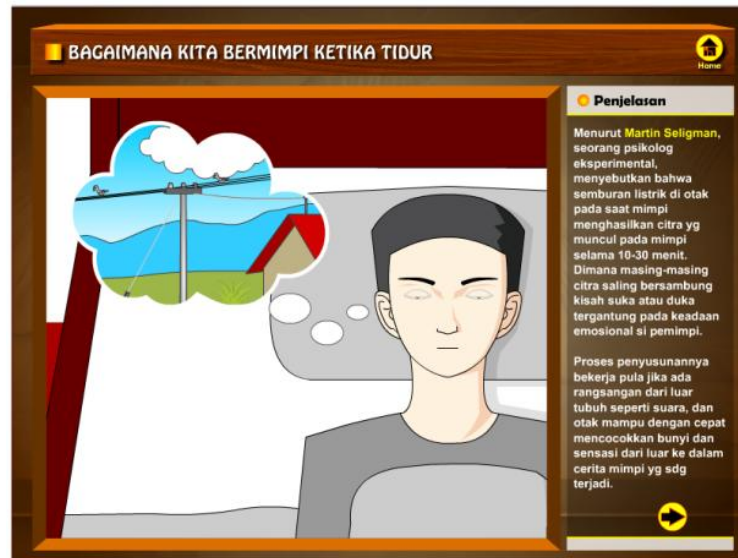 BAGAIMANA KITA BERMIMPI KETIKA TIDUR
Home
Penjelasan
Menurut Martin Seligman,
seorang psikolog
eksperimental,
menyebutkan bahwa
semburan listrik di otak
pada saat mimpi
menghasilkan citra yg
muncul pada mimpi
selama 10-30 menit.
Dimana masing-masing
citra saling bersambung
kisah suka atau duka
tergantung pada keadaan
emosional si pemimpi.
Proses penyusunannya
bekerja pula jika ada
rangsangan dari luar
tubuh seperti suara, dan
otak mampu dengan cepat
mencocokkan bunyi dan
sensasi dari luar ke dalam
cerita mimpi yg sdg
terjadi.